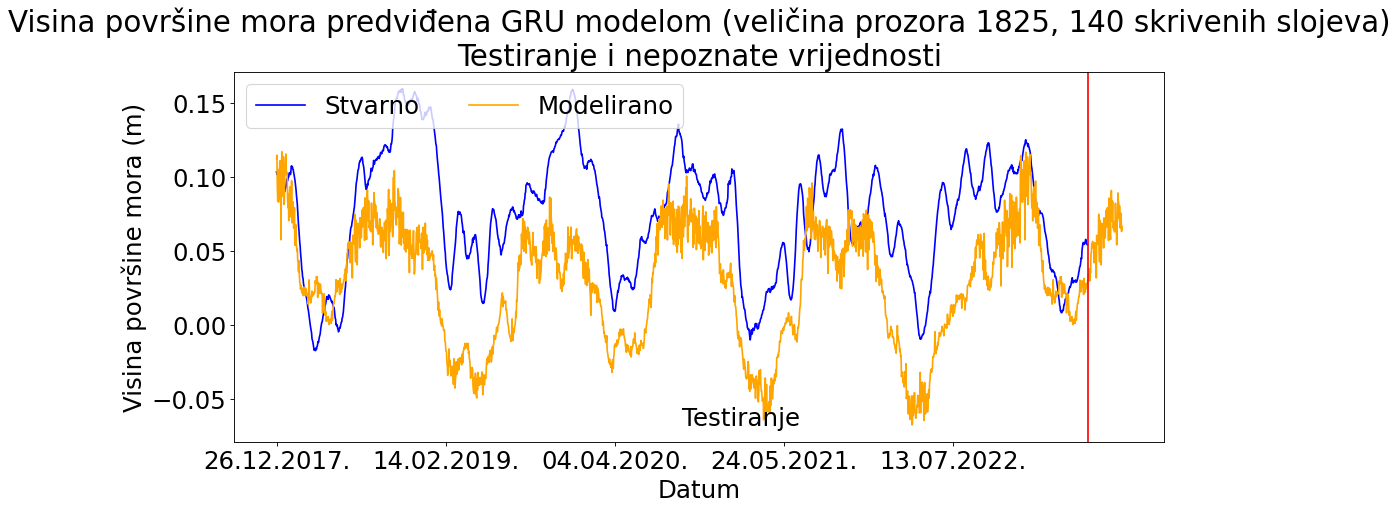 Visina površine mora predviđena GRU modelom (veličina prozora 1825, 140 skrivenih slojeva)
Testiranje i nepoznate vrijednosti
Stvarno Modelirano
Visina površine mora (m)
0.15
0.10
0.05
0.00
−0.05
Testiranje
26.12.2017. 14.02.2019. 04.04.2020. 24.05.2021. 13.07.2022.
Datum